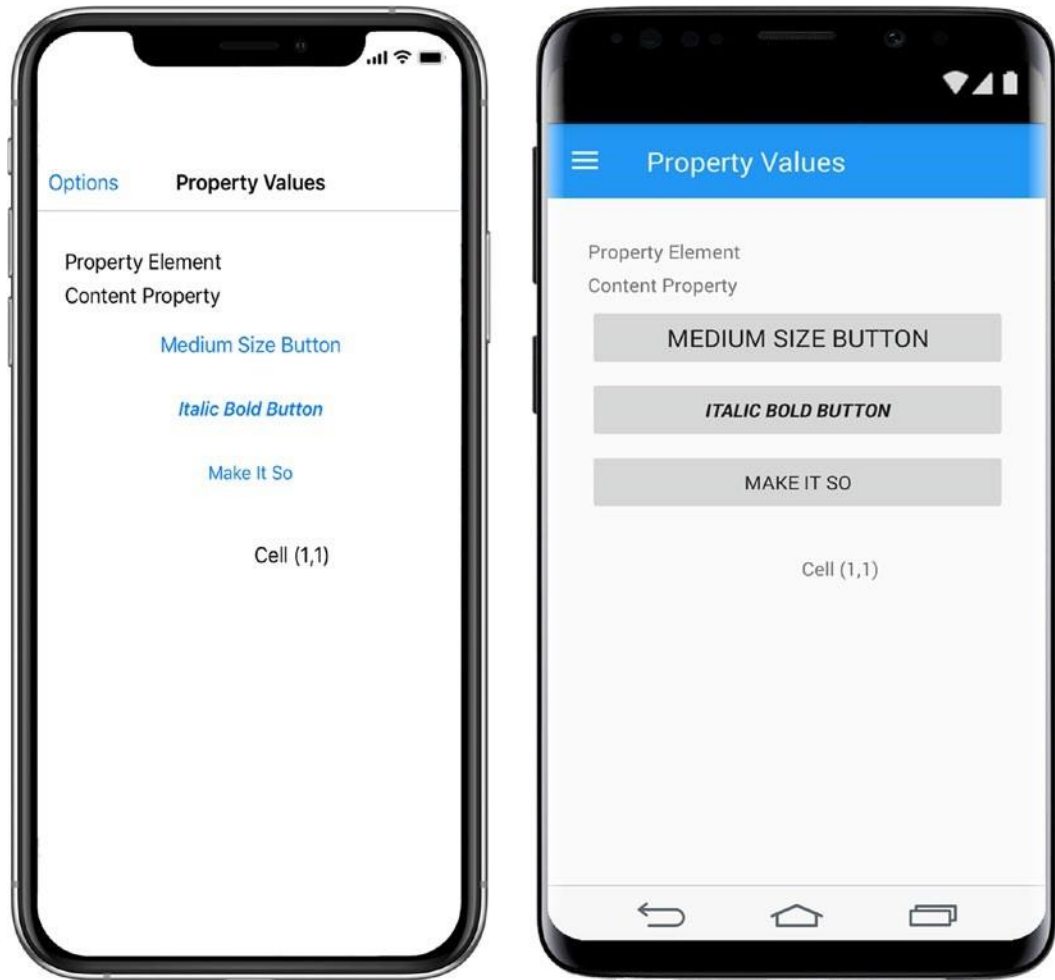 Options Property Values
Property Element
Content Property
Medium Size Button
Italic Bold Button
Make It So
Cell (1,1)
Property Values
Property Element
Content Property
MEDIUM SIZE BUTTON
ITALIC BOLD BUTTON
MAKE IT SO
Cell (1,1)